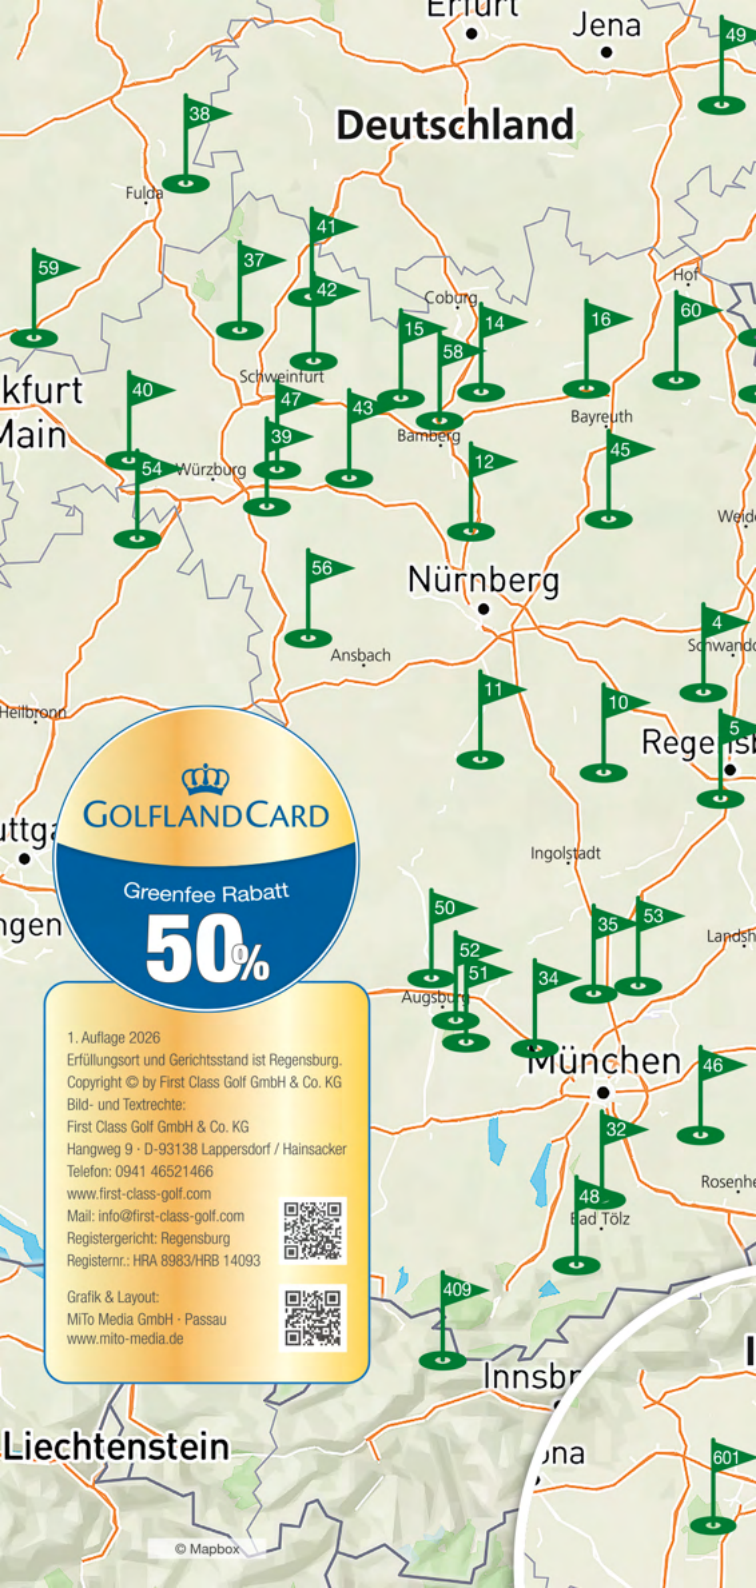 Erfurt
Jena
49
Deutschland
38
Fulda
41
37
59
42
Hof
Coburg
60
15
14
16
58
Schweinfurt
kfurt
Main
40
47
43
Bayreuth
39
Bamberg
54
Würzburg
12
45
Weid
56
Nürnberg
4
Schwando
Ansbach
11
10
Heilbronn
5
Regensb
uttga
GOLFLANDCARD
Ingolstadt
Greenfee Rabatt
50%
ngen
50
35
53
52
Landsh
51
34
Augsburg
1. Auflage 2026
Erfüllungsort und Gerichtsstand ist Regensburg.
Copyright © by First Class Golf GmbH & Co. KG
Bild- und Textrechte:
First Class Golf GmbH & Co. KG
Hangweg 9 · D-93138 Lappersdorf / Hainsacker
Telefon: 0941 46521466
www.first-class-golf.com
Mail: info@first-class-golf.com
Registergericht: Regensburg
Registernr.: HRA 8983/HRB 14093
Grafik & Layout:
MiTo Media GmbH · Passau
www.mito-media.de
München
46
32
Rosenhe
48
Bad Tölz
409
Innsbr
I
Liechtenstein
ona
601
© Mapbox